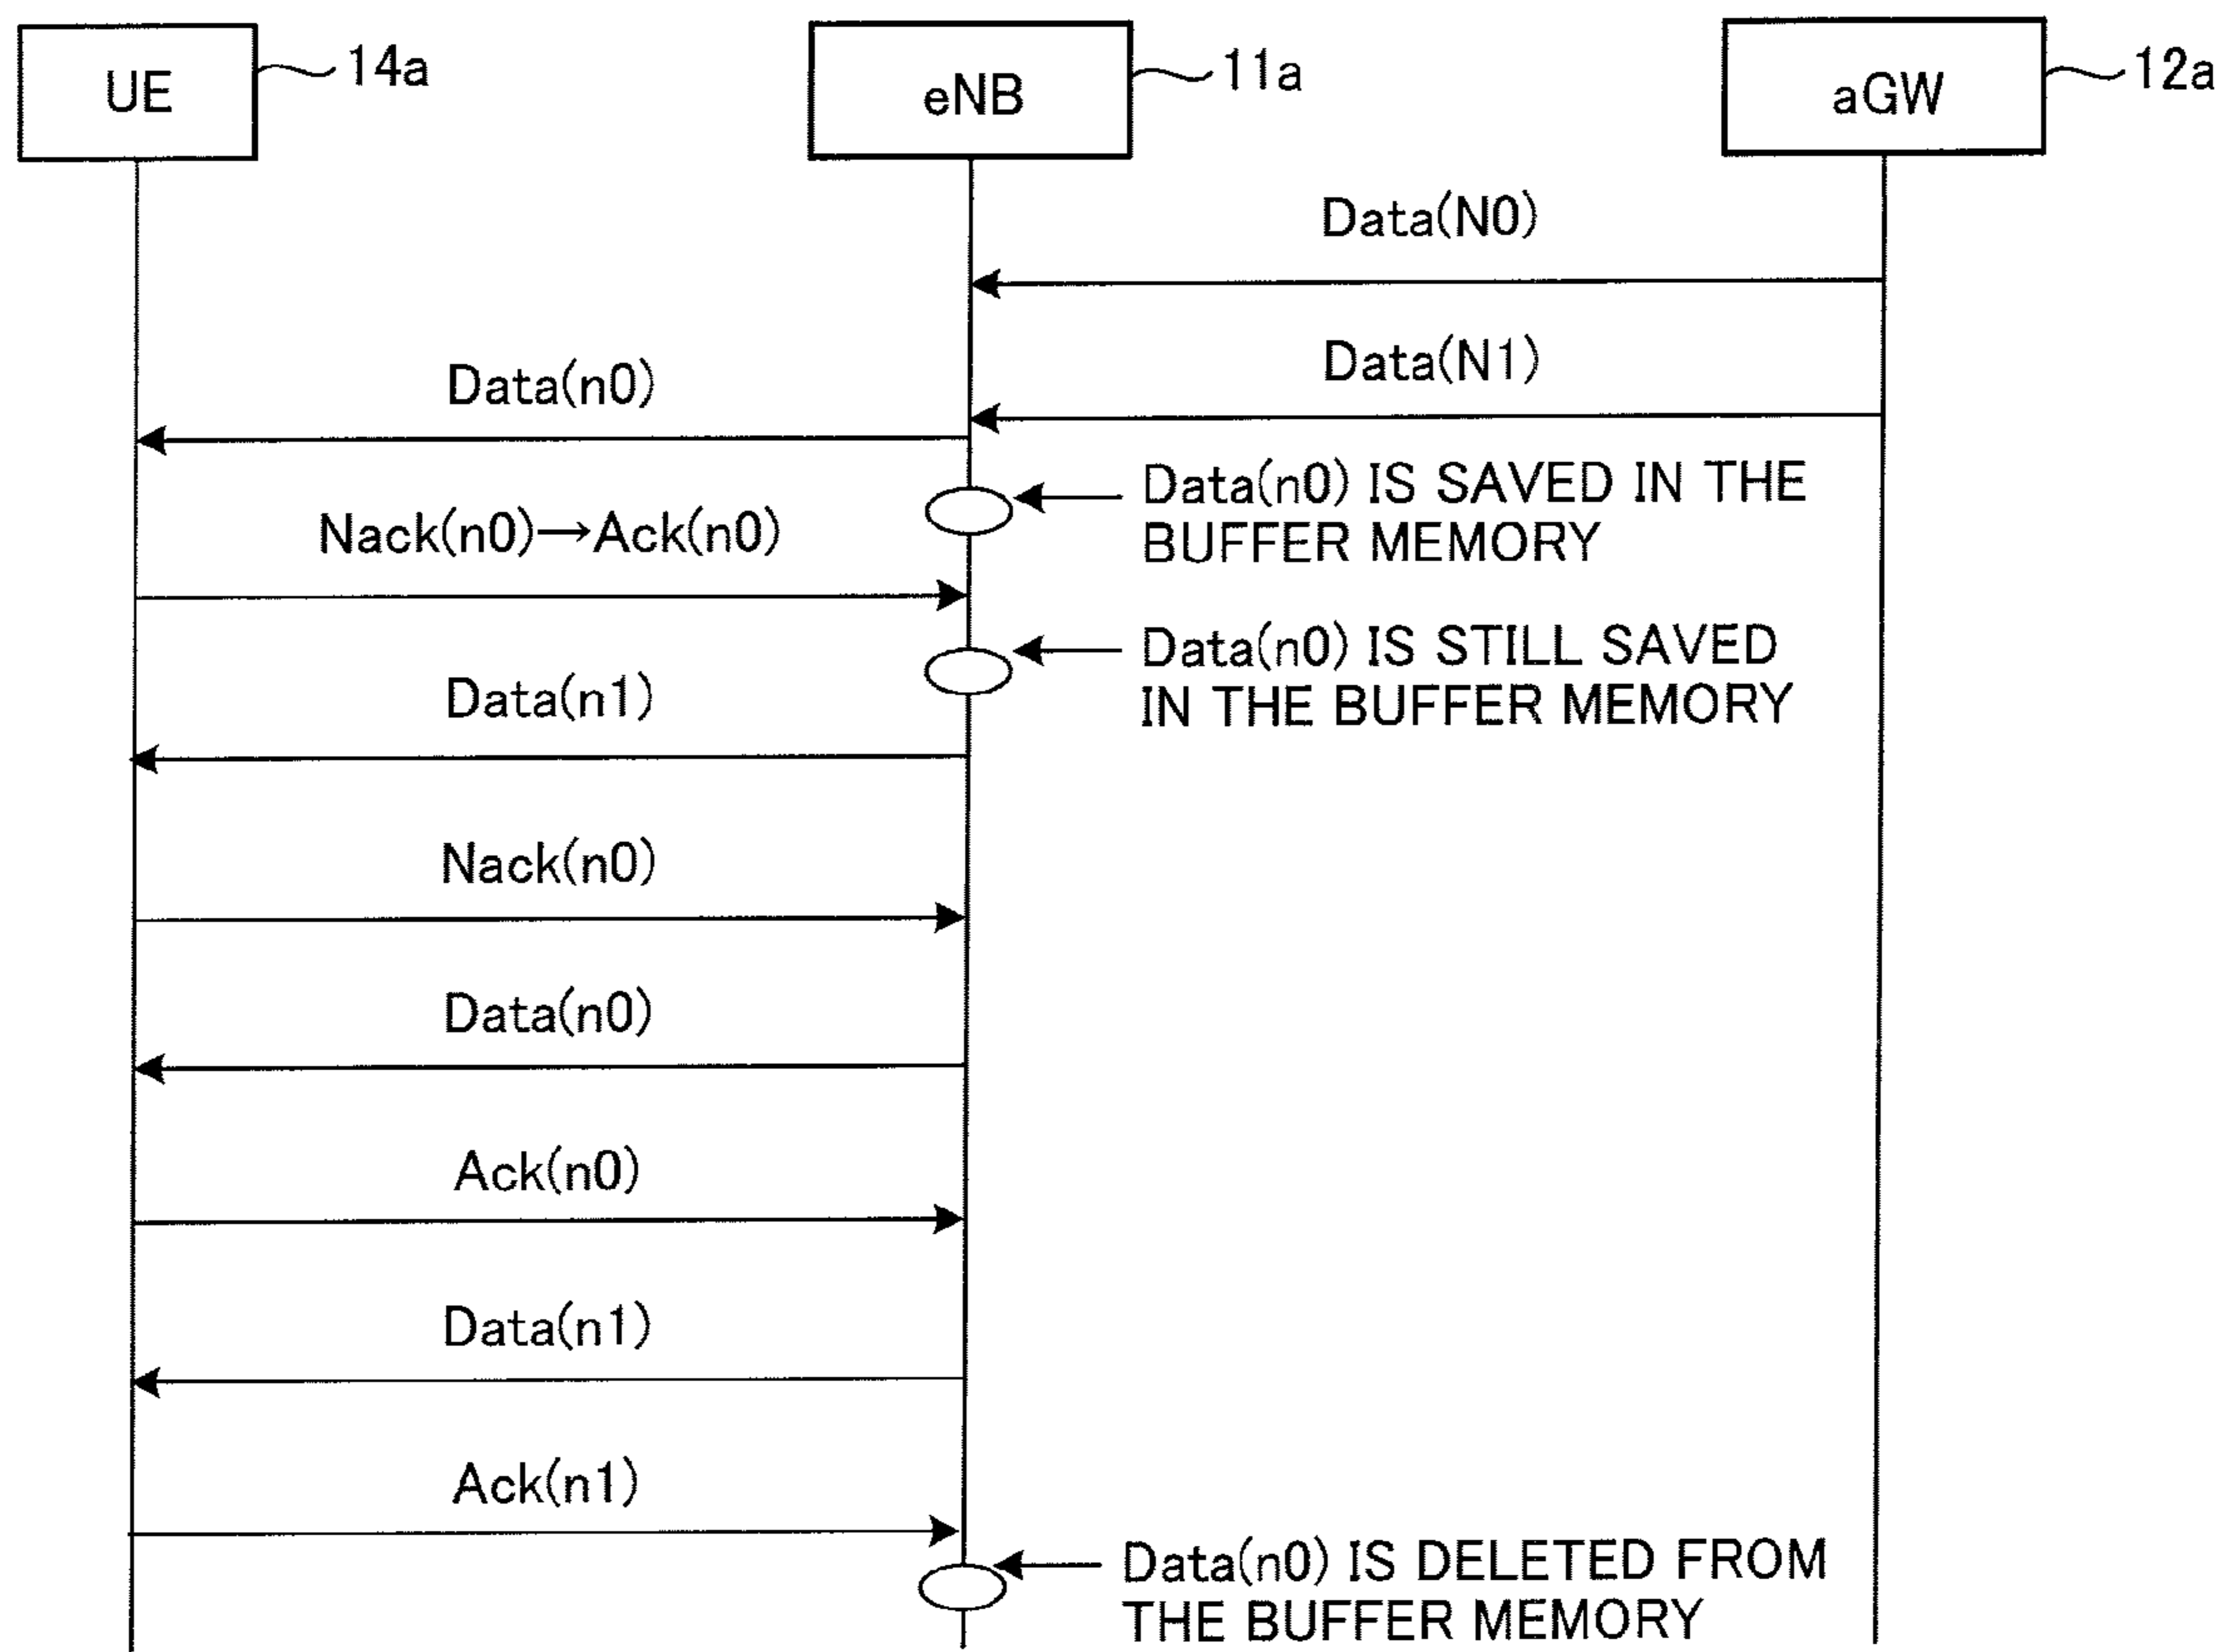 UE
14a
eNB
11a
aGW
12a
Data(N0)
Data(N1)
Data(n0)
Data(n0) IS SAVED IN THE
BUFFER MEMORY
Nack(n0)→Ack(n0)
Data(n0) IS STILL SAVED
IN THE BUFFER MEMORY
Data(n1)
Nack(n0)
Data(n0)
Ack(n0)
Data(n1)
Ack(n1)
Data(n0) IS DELETED FROM
THE BUFFER MEMORY